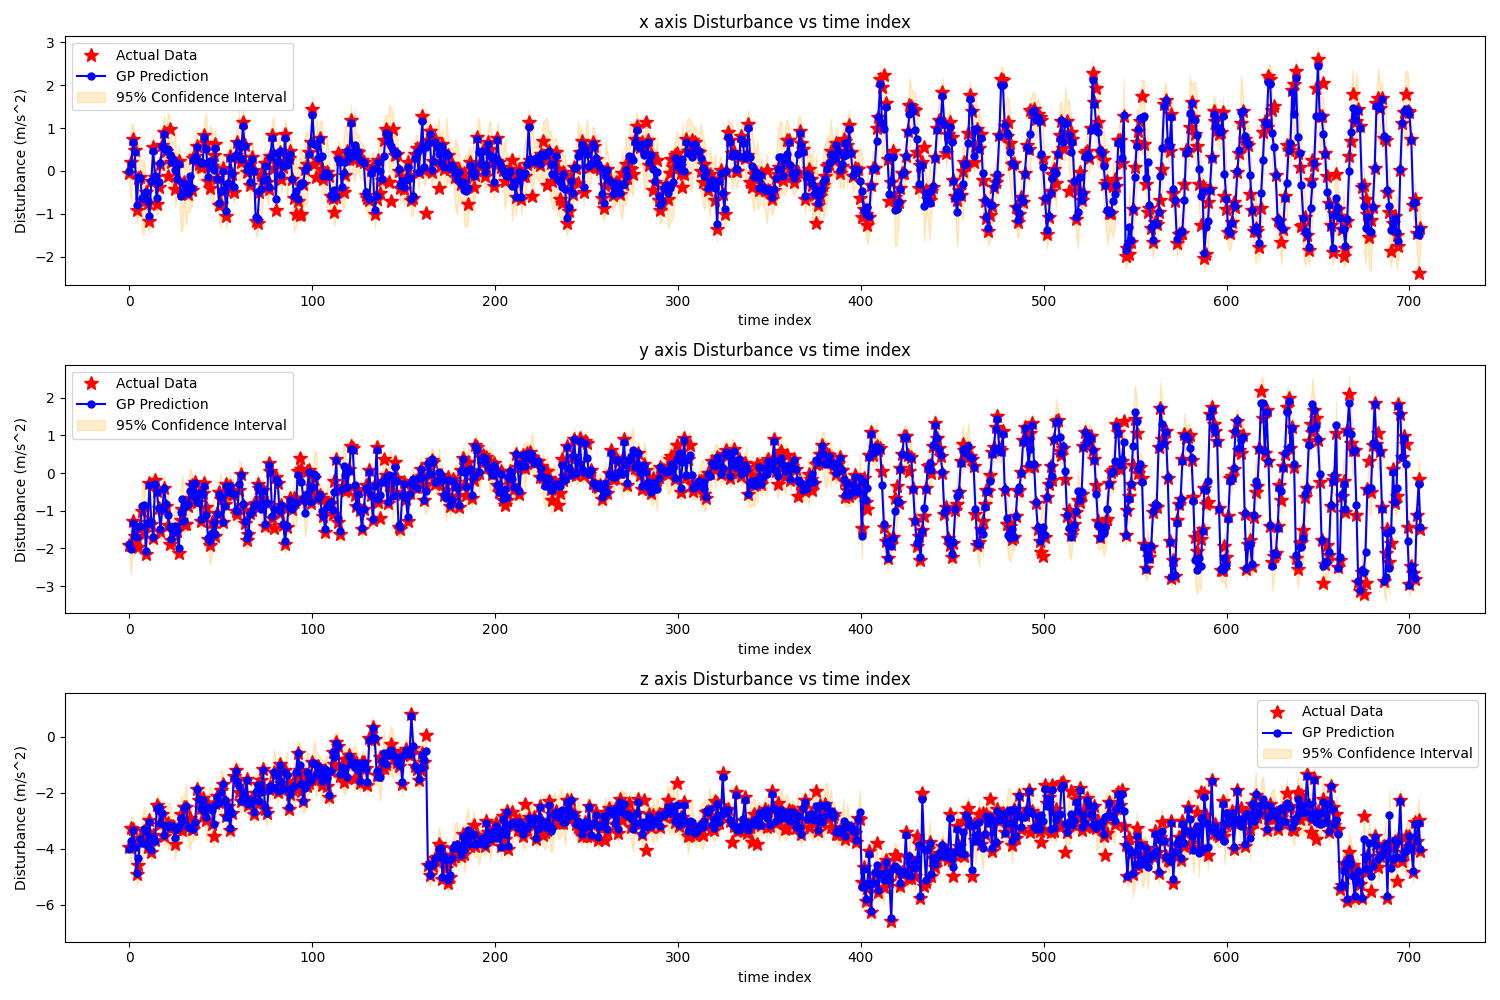 x axis Disturbance vs time index
Actual Data
GP Prediction
95% Confidence Interval
Disturbance (m/s^2)
3
2
1
0
−1
−2
0 100 200 300 400 500 600 700
time index
y axis Disturbance vs time index
Actual Data
GP Prediction
95% Confidence Interval
Disturbance (m/s^2)
2
1
0
−1
−2
−3
0 100 200 300 400 500 600 700
time index
z axis Disturbance vs time index
Actual Data
GP Prediction
95% Confidence Interval
Disturbance (m/s^2)
0
−2
−4
−6
0 100 200 300 400 500 600 700
time index